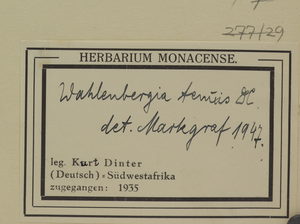 277/29
HERBARIUM MONACENSE.
Wahlenbergia tenuis DC.
det. Markgraf 1947.
leg. Kurt Dinter
(Deutsch) - Südwestafrika
zugegangen: 1935